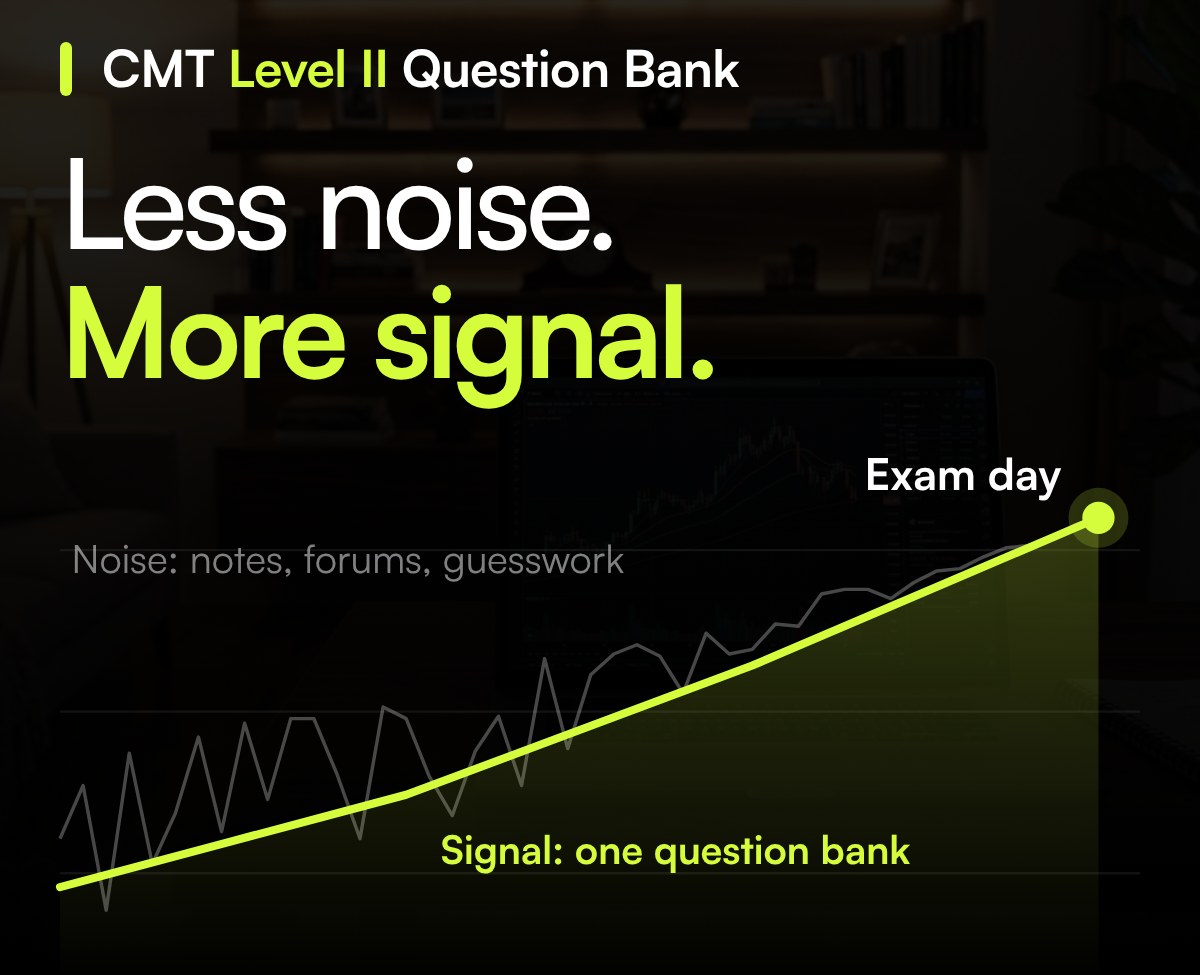 CMT Level II Question Bank
Less noise.
More signal.
Exam day
Noise: notes, forums, guesswork
Signal: one question bank